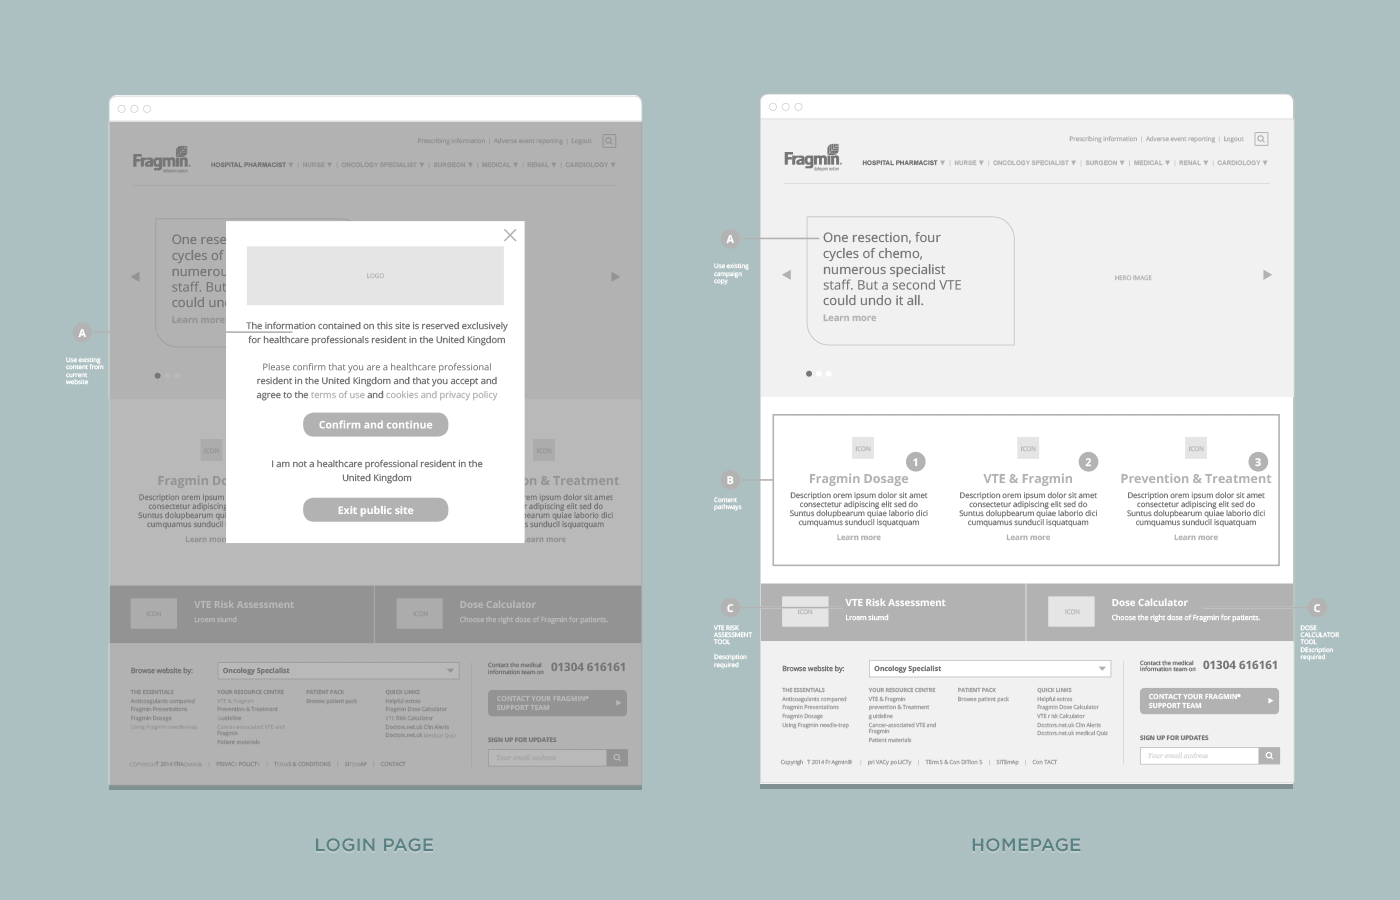 Prescribing information | Adverse event reporting | Logout
Fragmin
HOSPITAL PHARMACIST ▼ | NURSE ▼ | ONCOLOGY SPECIALIST ▼ | SURGEON ▼ | MEDICAL ▼ | RENAL ▼ | CARDIOLOGY ▼
One rese
cycles of
numerou
staff. But
could un
Learn more
LOGO
The information contained on this site is reserved exclusively
for healthcare professionals resident in the United Kingdom
Please confirm that you are a healthcare professional
resident in the United Kingdom and that you accept and
agree to the terms of use and cookies and privacy policy
Confirm and continue
I am not a healthcare professional resident in the
United Kingdom
Exit public site
A
Use existing
content from
current
website
ICON
Fragmin Do
Description orem ipsum
consectetur adipiscing
Suntus dolupbearum qu
cumquamus sunducil i
Learn more
ICON
on & Treatment
orem dolor sit amet
adipiscing elit sed do
earum quiae laborio dici
sunducil isquatquam
earn more
ICON
VTE Risk Assessment
Lroem siumd
ICON
Dose Calculator
Choose the right dose of Fragmin for patients.
Browse website by:
Oncology Specialist
Contact the medical
information team on
01304 616161
THE ESSENTIALS
Anticoagulants compared
Fragmin Presentations
Fragmin Dosage
Using Fragmin needle-trap
YOUR RESOURCE CENTRE
VTE & Fragmin
Prevention & Treatment
guideline
Cancer-associated VTE and
Fragmin
Patient materials
PATIENT PACK
Browse patient pack
QUICK LINKS
Helpful extras
Fragmin Dose Calculator
VTE Risk Calculator
Doctors.net.uk Clin Alerts
Doctors.net.uk Medical Quiz
CONTACT YOUR FRAGMIN®
SUPPORT TEAM
SIGN UP FOR UPDATES
Your email address
COPYRIGHT 2014 FRAGMIN® | PRIVACY POLICY | TERMS & CONDITIONS | SITEMAP | CONTACT
LOGIN PAGE
Prescribing information | Adverse event reporting | Logout
Fragmin
HOSPITAL PHARMACIST ▼ | NURSE ▼ | ONCOLOGY SPECIALIST ▼ | SURGEON ▼ | MEDICAL ▼ | RENAL ▼ | CARDIOLOGY ▼
A
Use existing
campaign
copy
One resection, four
cycles of chemo,
numerous specialist
staff. But a second VTE
could undo it all.
Learn more
HERO IMAGE
B
Content
pathways
ICON
1
Fragmin Dosage
Description orem ipsum dolor sit amet
consectetur adipiscing elit sed do
Suntus dolupbearum quiae laborio dici
cumquamus sunducil isquatquam
Learn more
ICON
2
VTE & Fragmin
Description orem ipsum dolor sit amet
consectetur adipiscing elit sed do
Suntus dolupbearum quiae laborio dici
cumquamus sunducil isquatquam
Learn more
ICON
3
Prevention & Treatment
Description orem ipsum dolor sit amet
consectetur adipiscing elit sed do
Suntus dolupbearum quiae laborio dici
cumquamus sunducil isquatquam
Learn more
C
VTE RISK
ASSESSMENT
TOOL
Description
required
ICON
VTE Risk Assessment
Lroem siumd
ICON
Dose Calculator
Choose the right dose of Fragmin for patients.
C
DOSE
CALCULATOR
TOOL
DEscription
required
Browse website by:
Oncology Specialist
Contact the medical
information team on
01304 616161
THE ESSENTIALS
Anticoagulants compared
Fragmin Presentations
Fragmin Dosage
Using Fragmin needle-trap
YOUR RESOURCE CENTRE
VTE & Fragmin
prevention & Treatment
guideline
Cancer-associated VTE and
Fragmin
Patient materials
PATIENT PACK
Browse patient pack
QUICK LINKS
Helpful extras
Fragmin Dose Calculator
VTE r isk Calculator
Doctors.net.uk Clin Alerts
Doctors.net.uk medical Quiz
CONTACT YOUR FRAGMIN®
SUPPORT TEAM
SIGN UP FOR UPDATES
Your email address
Copyrigh T 2014 Fr Agmin® | pri VACy po LiCTy | TErm S & Con DiTion S | SiTEmAp | Con TACT
HOMEPAGE